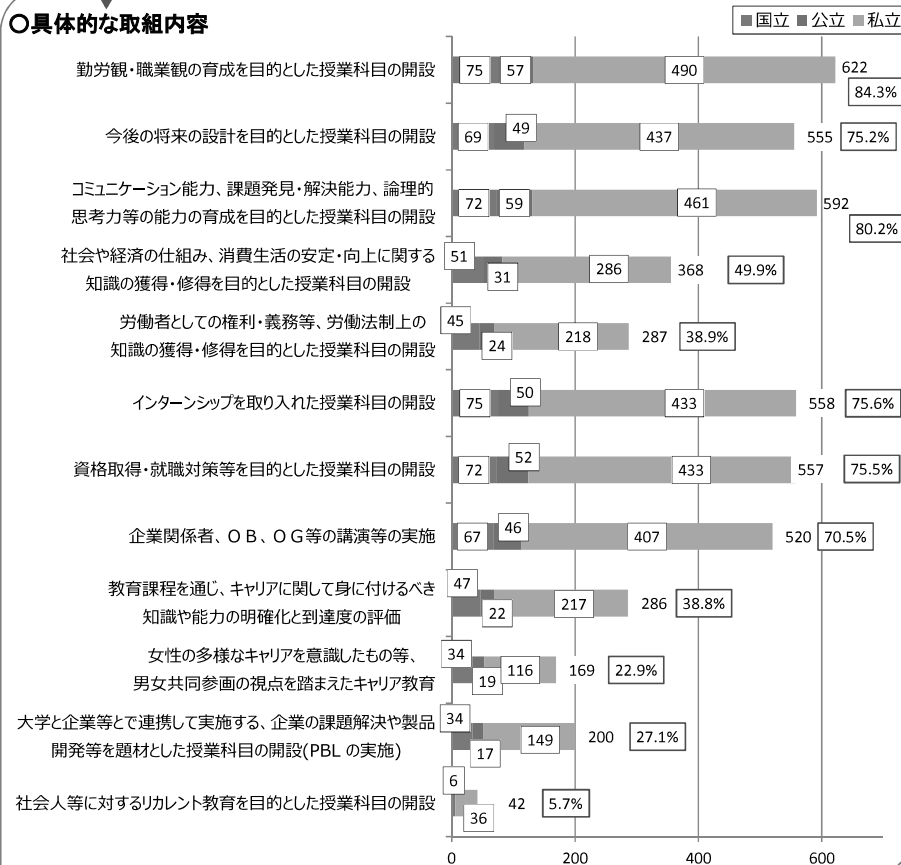 〇具体的な取組内容
■国立 ■公立 ■私立
勤労観・職業観の育成を目的とした授業科目の開設
75 57 490 622
84.3%
今後の将来の設計を目的とした授業科目の開設
69 49 437 555 75.2%
コミュニケーション能力、課題発見・解決能力、論理的
思考力等の能力の育成を目的とした授業科目の開設
72 59 461 592
80.2%
社会や経済の仕組み、消費生活の安定・向上に関する
知識の獲得・修得を目的とした授業科目の開設
51 31 286 368 49.9%
労働者としての権利・義務等、労働法制上の
知識の獲得・修得を目的とした授業科目の開設
45 24 218 287 38.9%
インターンシップを取り入れた授業科目の開設
75 50 433 558 75.6%
資格取得・就職対策等を目的とした授業科目の開設
72 52 433 557 75.5%
企業関係者、ＯＢ、ＯＧ等の講演等の実施
67 46 407 520 70.5%
教育課程を通じ、キャリアに関して身に付けるべき
知識や能力の明確化と到達度の評価
47 22 217 286 38.8%
女性の多様なキャリアを意識したもの等、
男女共同参画の視点を踏まえたキャリア教育
34 19 116 169 22.9%
大学と企業等とで連携して実施する、企業の課題解決や製品
開発等を題材とした授業科目の開設(PBL の実施)
34 17 149 200 27.1%
社会人等に対するリカレント教育を目的とした授業科目の開設
6 36 42 5.7%
0 200 400 600